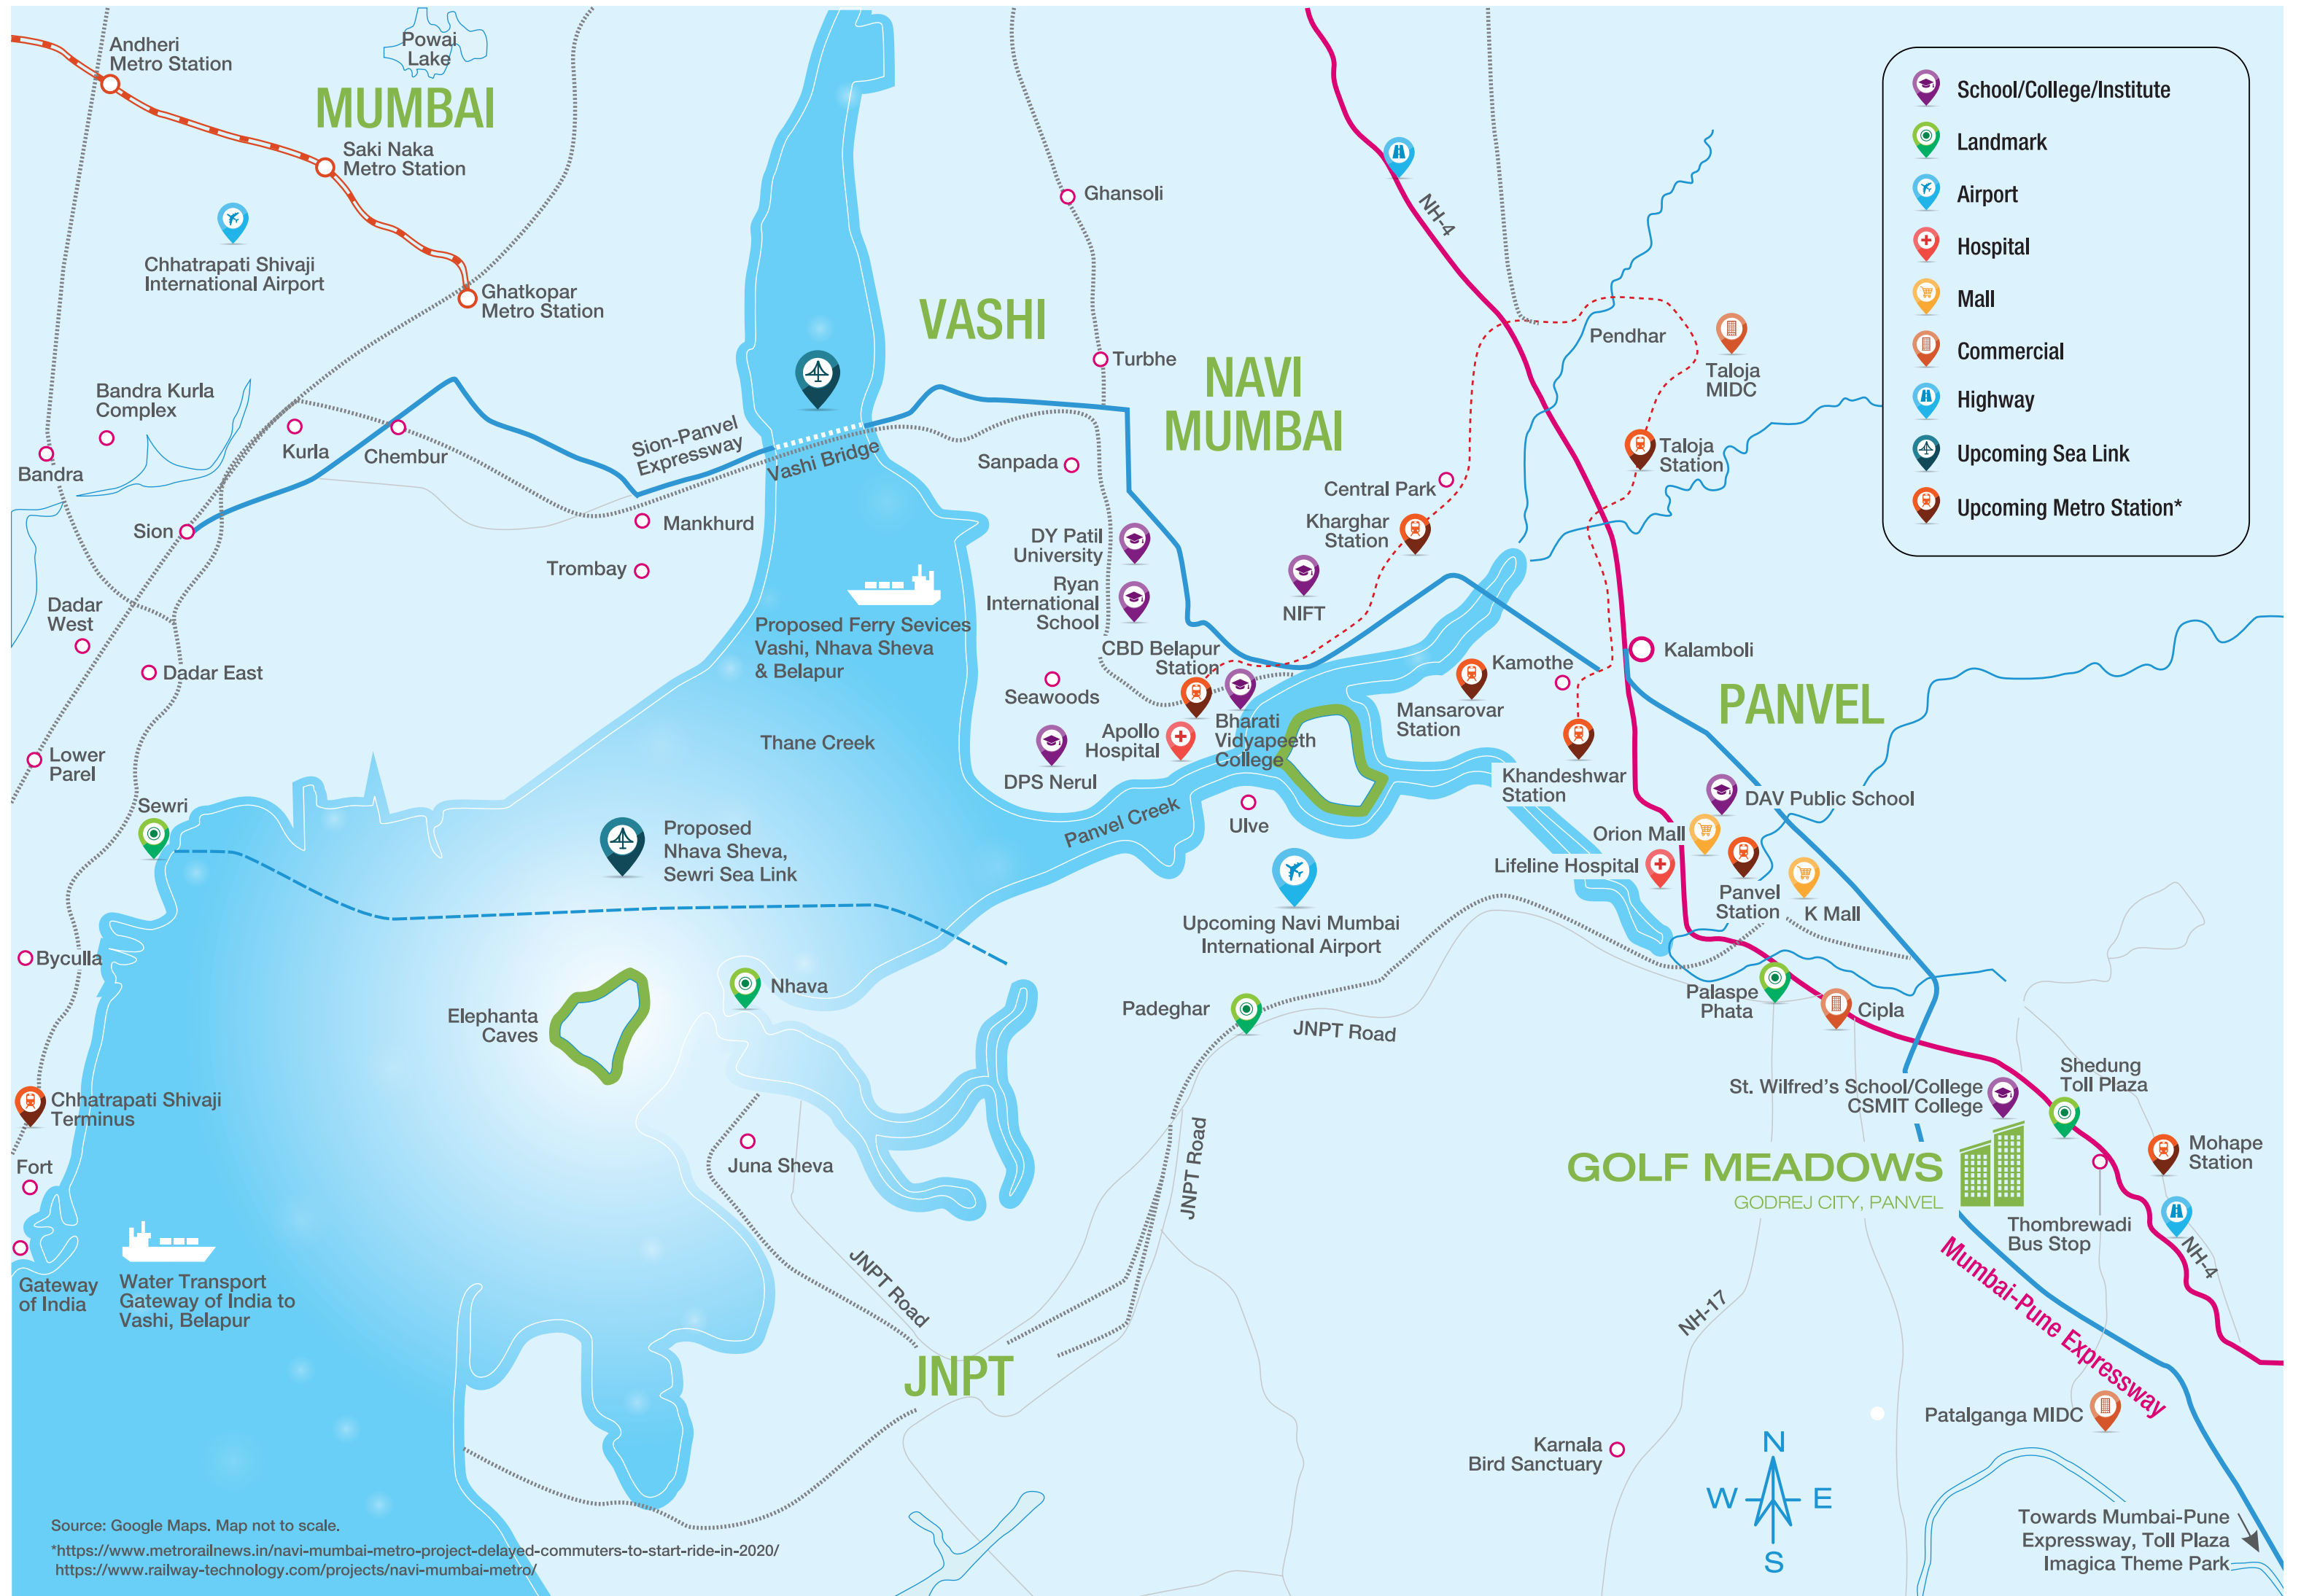 Andheri
Metro Station
Powai
Lake
MUMBAI
Saki Naka
Metro Station
Chhatrapati Shivaji
International Airport
Ghatkopar
Metro Station
Bandra Kurla
Complex
Bandra
Kurla
Chembur
Sion
Sion-Panvel
Expressway
Vashi Bridge
Mankhurd
Trombay
Dadar
West
Dadar East
Lower
Parel
Sewri
Byculla
Chhatrapati Shivaji
Terminus
Fort
Gateway
of India
Water Transport
Gateway of India to
Vashi, Belapur
Proposed Ferry Sevices
Vashi, Nhava Sheva
& Belapur
Thane Creek
Proposed
Nhava Sheva,
Sewri Sea Link
Elephanta
Caves
Nhava
Juna Sheva
JNPT Road
JNPT
VASHI
Ghansoli
Turbhe
NAVI
MUMBAI
Sanpada
DY Patil
University
Ryan
International
School
CBD Belapur
Station
Seawoods
DPS Nerul
Apollo
Hospital
Bharati
Vidyapeeth
College
NIFT
Central Park
Kharghar
Station
NH-4
Pendhar
Taloja
MIDC
Taloja
Station
Kalamboli
Kamothe
Mansarovar
Station
Khandeshwar
Station
PANVEL
Panvel Creek
Ulve
Upcoming Navi Mumbai
International Airport
DAV Public School
Orion Mall
Lifeline Hospital
Panvel
Station
K Mall
Padeghar
JNPT Road
JNPT Road
Palaspe
Phata
Cipla
St. Wilfred's School/College
CSMIT College
Shedung
Toll Plaza
Mohape
Station
GOLF MEADOWS
GODREJ CITY, PANVEL
Thombrewadi
Bus Stop
NH-4
Mumbai-Pune Expressway
NH-17
Patalganga MIDC
Karnala
Bird Sanctuary
N
W
E
S
Towards Mumbai-Pune
Expressway, Toll Plaza
Imagica Theme Park
School/College/Institute
Landmark
Airport
Hospital
Mall
Commercial
Highway
Upcoming Sea Link
Upcoming Metro Station*
Source: Google Maps. Map not to scale.
*https://www.metrorailnews.in/navi-mumbai-metro-project-delayed-commuters-to-start-ride-in-2020/
https://www.railway-technology.com/projects/navi-mumbai-metro/